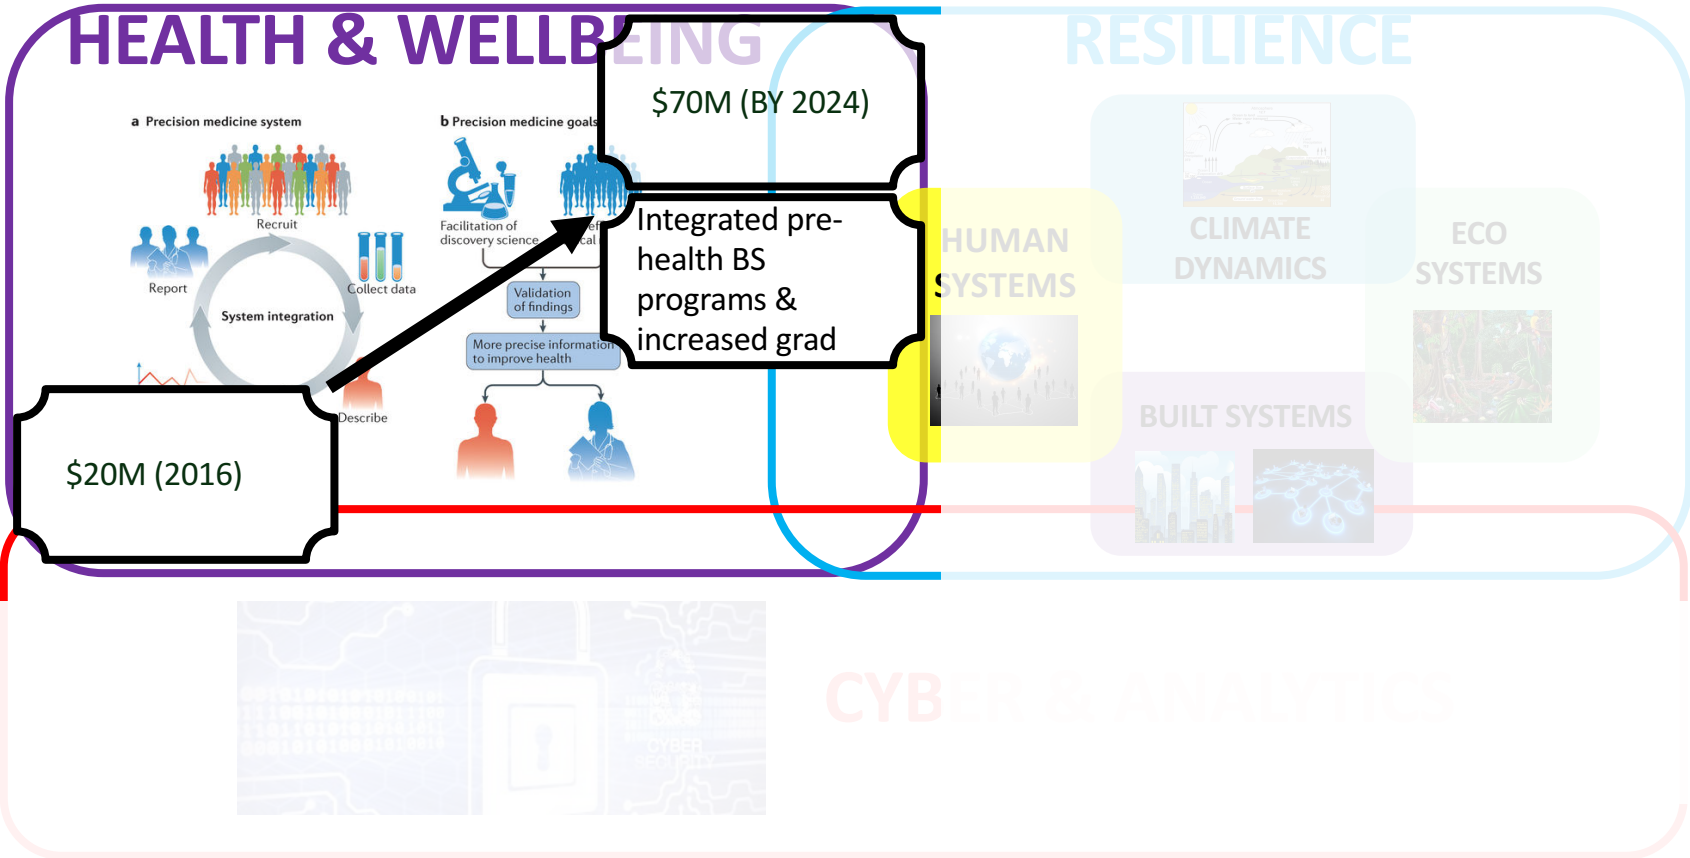 HEALTH & WELLBEING
RESILIENCE
$70M (BY 2024)
a Precision medicine system
b Precision medicine goals
Recruit
Report
Collect data
System integration
Describe
Facilitation of
discovery science
Validation
of findings
More precise information
to improve health
Integrated pre-
health BS
programs &
increased grad
$20M (2016)
HUMAN
SYSTEMS
CLIMATE
DYNAMICS
ECO
SYSTEMS
BUILT SYSTEMS
CYBER & ANALYTICS
CYBER
SECURITY